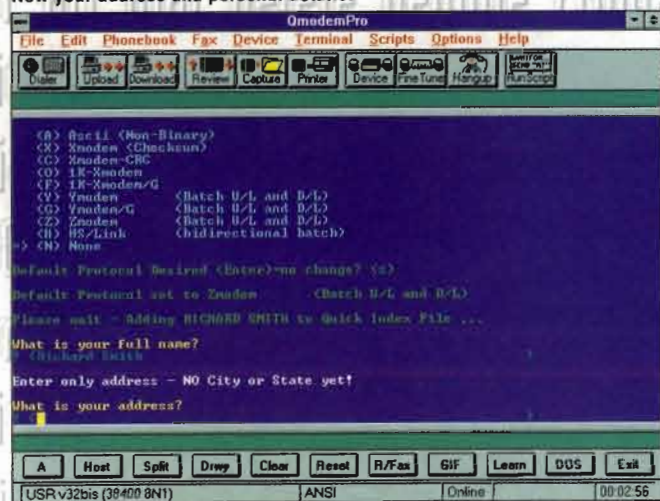 Now your address and personal details.
QmodemPro
File Edit Phonebook Fax Device Terminal Scripts Options Help
Dialer Upload Download Review Capture Printer Device Fine Tune Hangup RunScript
(A) Ascii (Non-Binary)
(X) Xmodem (Checksum)
(C) Xmodem-CRC
(O) 1K-Xmodem
(F) 1K-Xmodem/G
(Y) Ymodem (Batch U/L and D/L)
(G) Ymodem/G (Batch U/L and D/L)
(Z) Zmodem (Batch U/L and D/L)
(H) HS/Link (bidirectional batch)
=> (N) None
Default Protocol Desired (Enter)=no change? (z)
Default Protocol set to Zmodem (Batch U/L and D/L)
Please wait - Adding RICHARD SMITH to Quick Index File ...
What is your full name?
? (Richard Smith )
Enter only address - NO City or State yet!
What is your address?
A Host Split Drwy Clear Reset R/Fax GIF Learn DOS Exit
USR v32bis (38400 8N1) ANSI Online 00:02:56